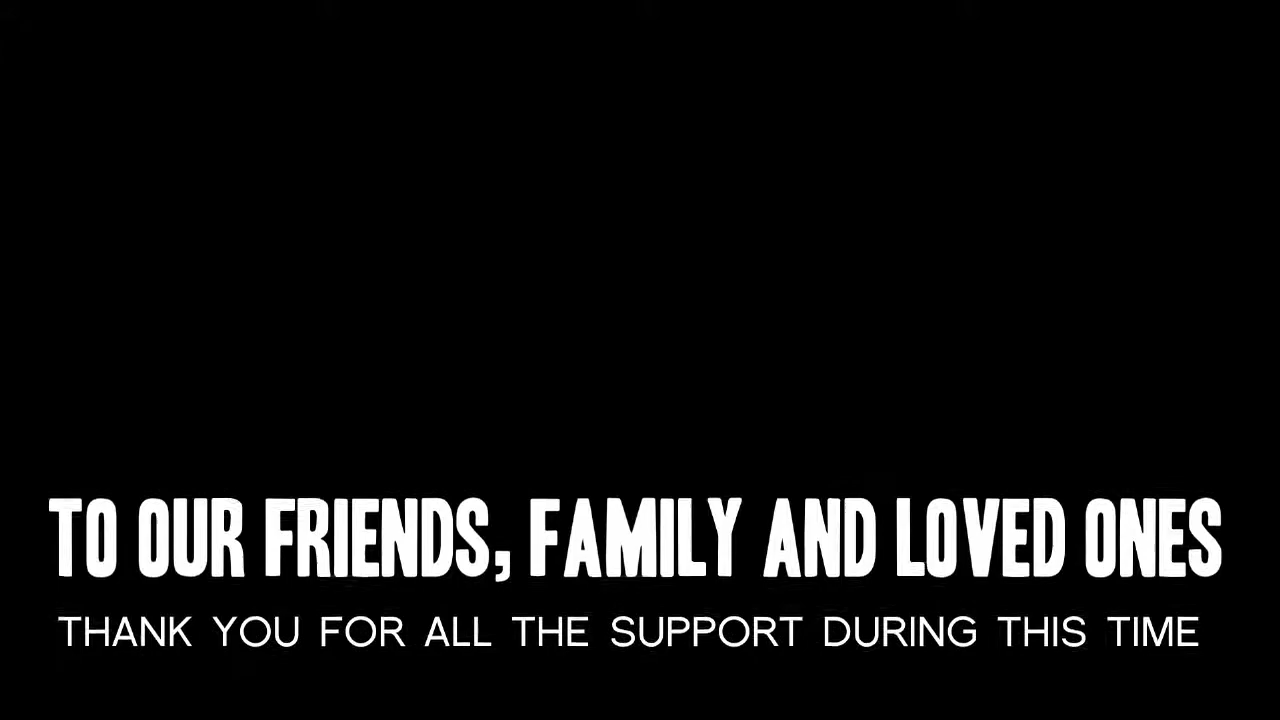 TO OUR FRIENDS, FAMILY AND LOVED ONES
THANK YOU FOR ALL THE SUPPORT DURING THIS TIME